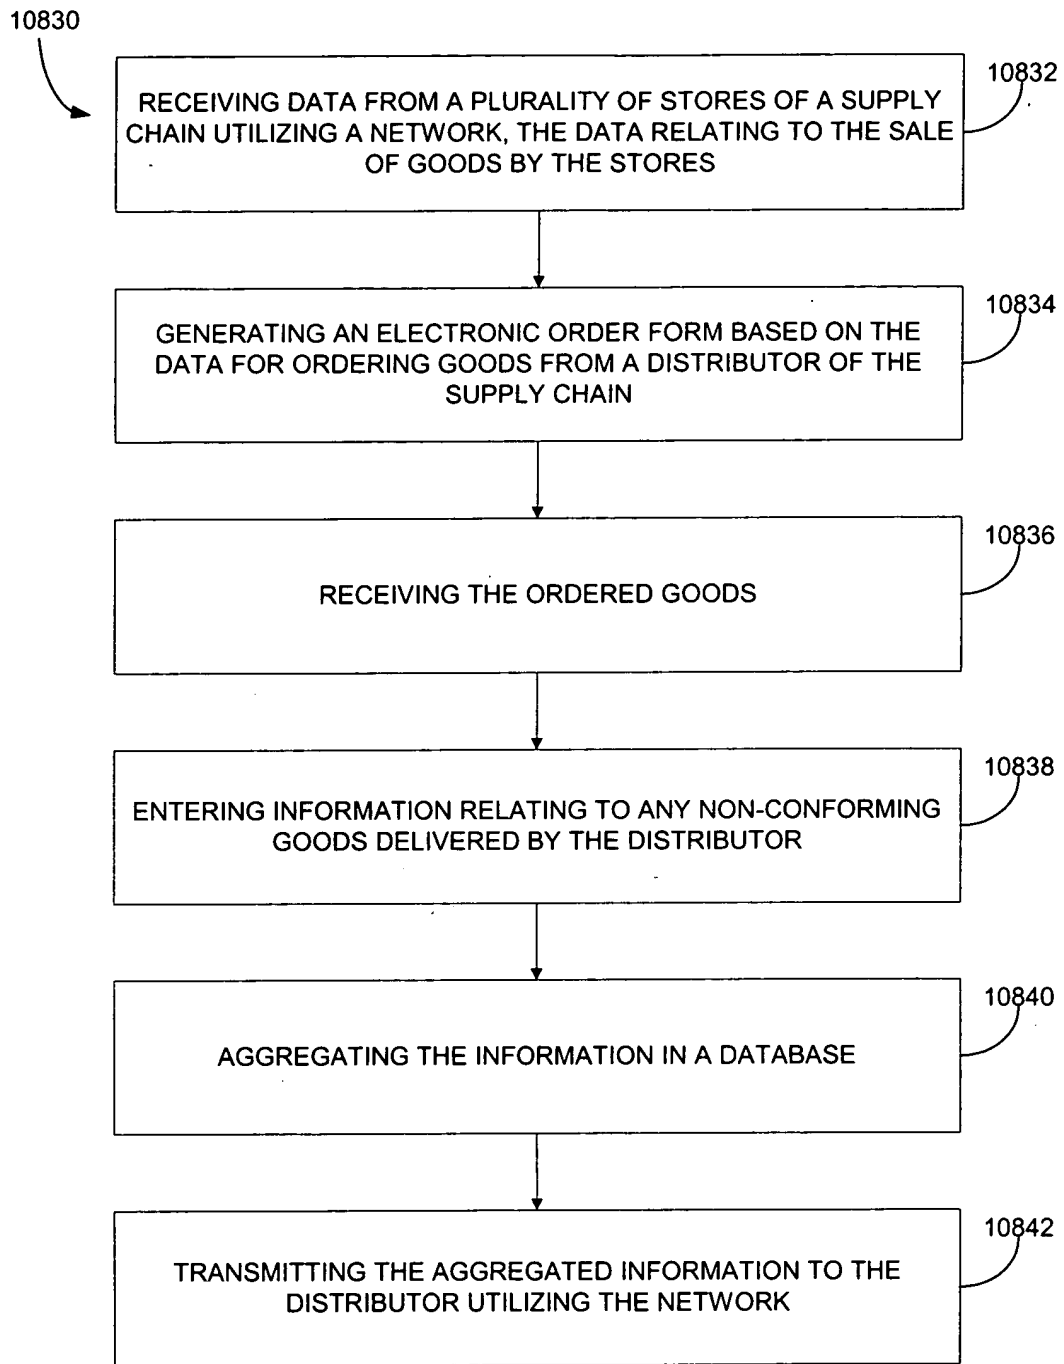 10830
10832
RECEIVING DATA FROM A PLURALITY OF STORES OF A SUPPLY
CHAIN UTILIZING A NETWORK, THE DATA RELATING TO THE SALE
OF GOODS BY THE STORES
10834
GENERATING AN ELECTRONIC ORDER FORM BASED ON THE
DATA FOR ORDERING GOODS FROM A DISTRIBUTOR OF THE
SUPPLY CHAIN
10836
RECEIVING THE ORDERED GOODS
10838
ENTERING INFORMATION RELATING TO ANY NON-CONFORMING
GOODS DELIVERED BY THE DISTRIBUTOR
10840
AGGREGATING THE INFORMATION IN A DATABASE
10842
TRANSMITTING THE AGGREGATED INFORMATION TO THE
DISTRIBUTOR UTILIZING THE NETWORK